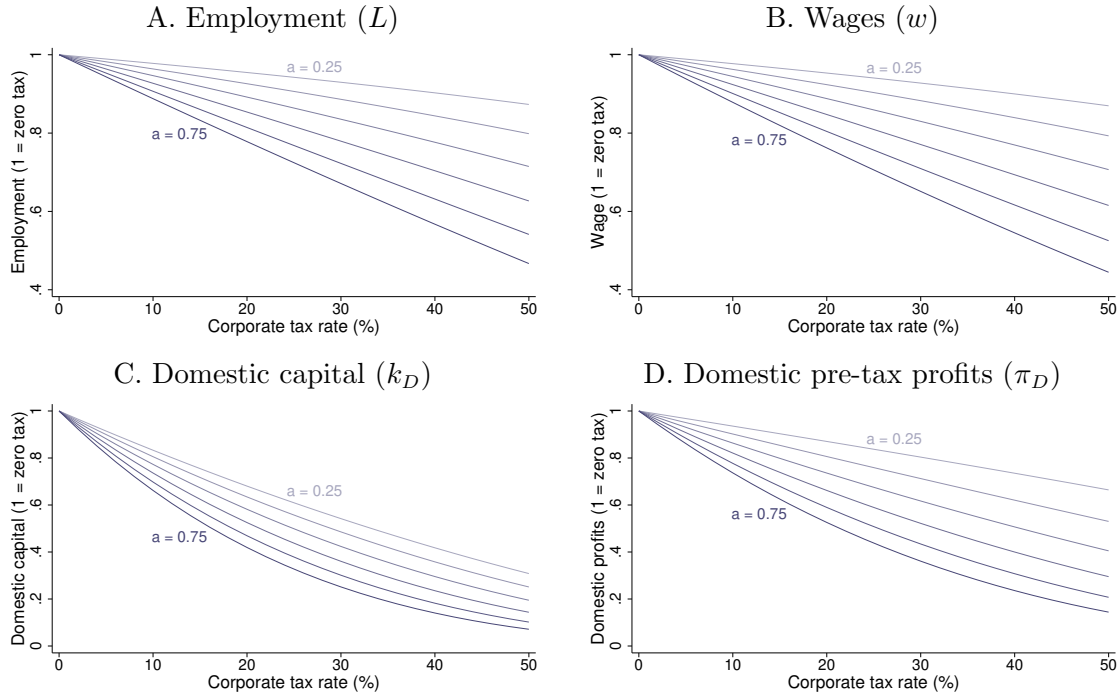 A. Employment (L)
Employment (1 = zero tax)
1
.8
.6
.4
a = 0.25
a = 0.75
0 10 20 30 40 50
Corporate tax rate (%)
B. Wages (w)
Wage (1 = zero tax)
1
.8
.6
.4
a = 0.25
a = 0.75
0 10 20 30 40 50
Corporate tax rate (%)
C. Domestic capital (k_D)
Domestic capital (1 = zero tax)
1
.8
.6
.4
.2
0
a = 0.25
a = 0.75
0 10 20 30 40 50
Corporate tax rate (%)
D. Domestic pre-tax profits (π_D)
Domestic profits (1 = zero tax)
1
.8
.6
.4
.2
0
a = 0.25
a = 0.75
0 10 20 30 40 50
Corporate tax rate (%)